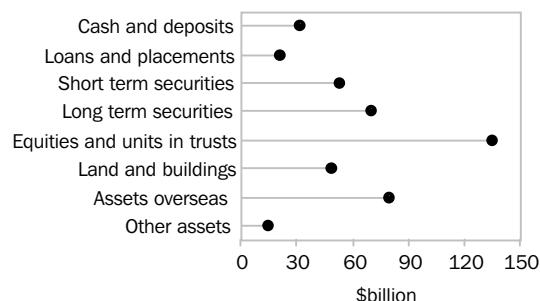 Cash and deposits
Loans and placements
Short term securities
Long term securities
Equities and units in trusts
Land and buildings
Assets overseas
Other assets
0 30 60 90 120 150
$billion